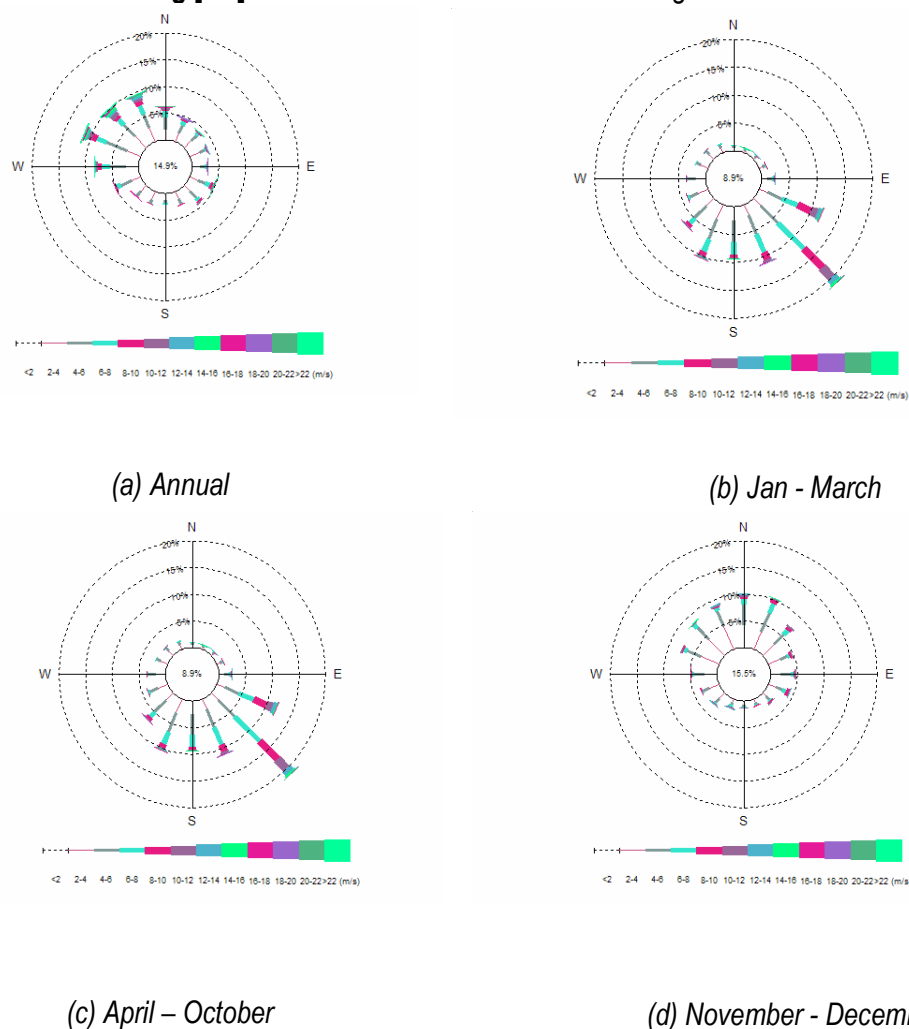 N
20%
15%
10%
5%
W
14.9%
E
S
<2 2-4 4-6 6-8 8-10 10-12 12-14 14-16 16-18 18-20 20-22 >22 (m/s)
(a) Annual
N
20%
15%
10%
5%
W
8.9%
E
S
<2 2-4 4-6 6-8 8-10 10-12 12-14 14-16 16-18 18-20 20-22 >22 (m/s)
(b) Jan - March
N
20%
15%
10%
5%
W
8.9%
E
S
<2 2-4 4-6 6-8 8-10 10-12 12-14 14-16 16-18 18-20 20-22 >22 (m/s)
(c) April – October
N
20%
15%
10%
5%
W
15.5%
E
S
<2 2-4 4-6 6-8 8-10 10-12 12-14 14-16 16-18 18-20 20-22 >22 (m/s)
(d) November - Decem